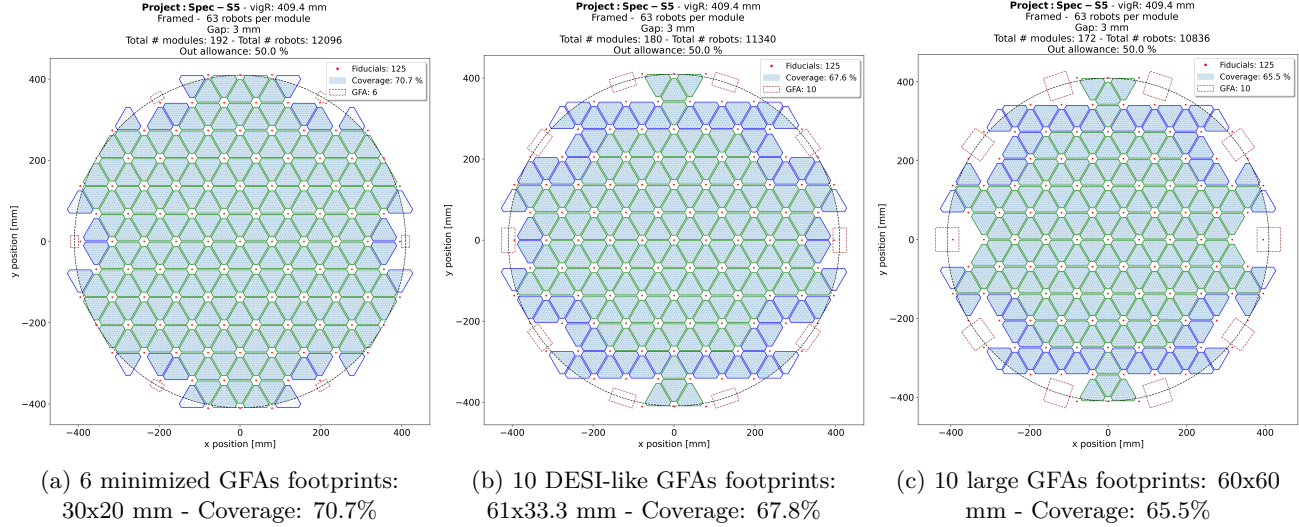 Project: Spec-S5 - vigR: 409.4 mm
Framed - 63 robots per module
Gap: 3 mm
Total # modules: 192 - Total # robots: 12096
Out allowance: 50.0 %
Fiducials: 125
Coverage: 70.7 %
GFA: 6
400
200
0
−200
−400
y position [mm]
−400
−200
0
200
400
x position [mm]
(a) 6 minimized GFAs footprints:
30x20 mm - Coverage: 70.7%
Project: Spec-S5 - vigR: 409.4 mm
Framed - 63 robots per module
Gap: 3 mm
Total # modules: 180 - Total # robots: 11340
Out allowance: 50.0 %
Fiducials: 125
Coverage: 67.6 %
GFA: 10
400
200
0
−200
−400
y position [mm]
−400
−200
0
200
400
x position [mm]
(b) 10 DESI-like GFAs footprints:
61x33.3 mm - Coverage: 67.8%
Project: Spec-S5 - vigR: 409.4 mm
Framed - 63 robots per module
Gap: 3 mm
Total # modules: 172 - Total # robots: 10836
Out allowance: 50.0 %
Fiducials: 125
Coverage: 65.5 %
GFA: 10
400
200
0
−200
−400
y position [mm]
−400
−200
0
200
400
x position [mm]
(c) 10 large GFAs footprints: 60x60
mm - Coverage: 65.5%